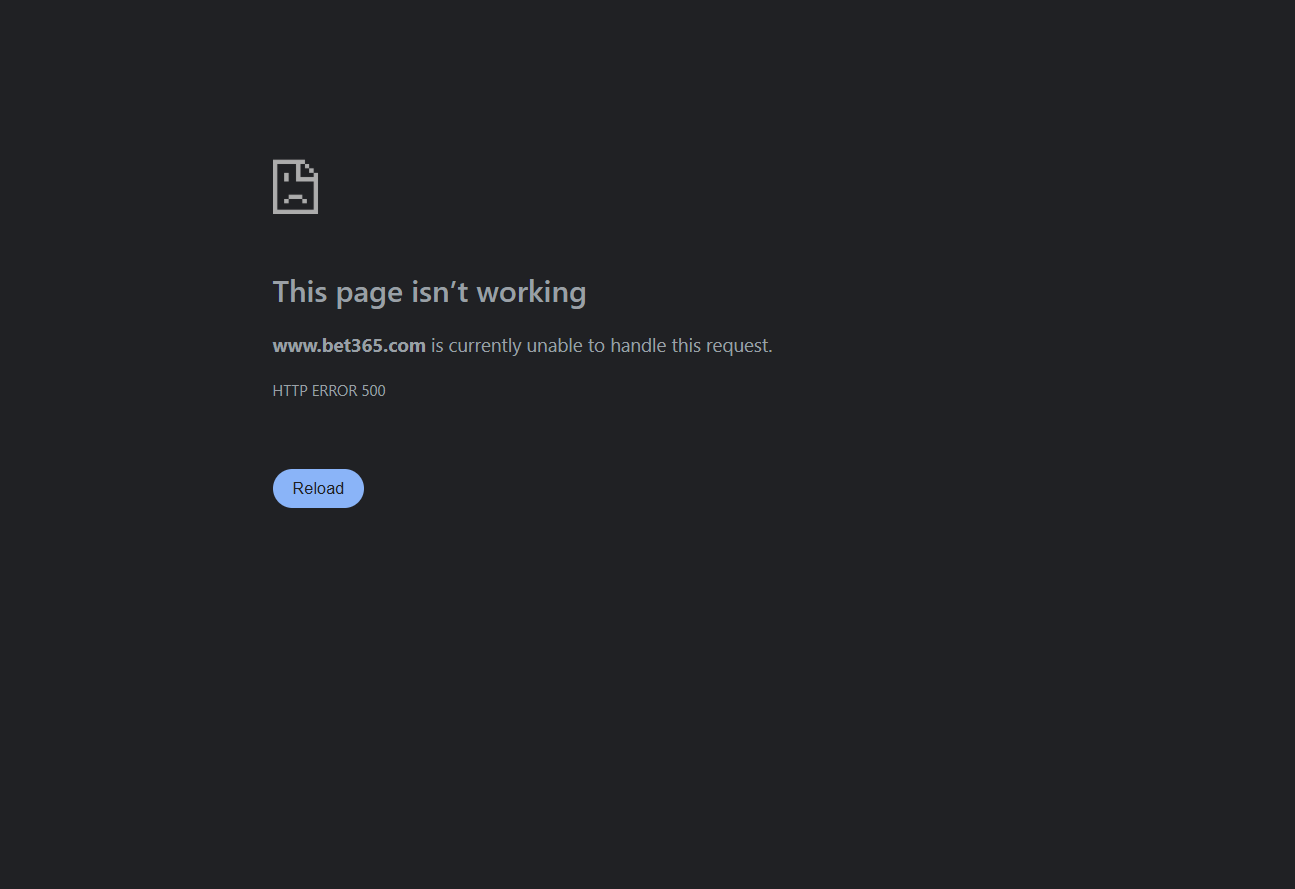 This page isn’t working
www.bet365.com is currently unable to handle this request.
HTTP ERROR 500
Reload